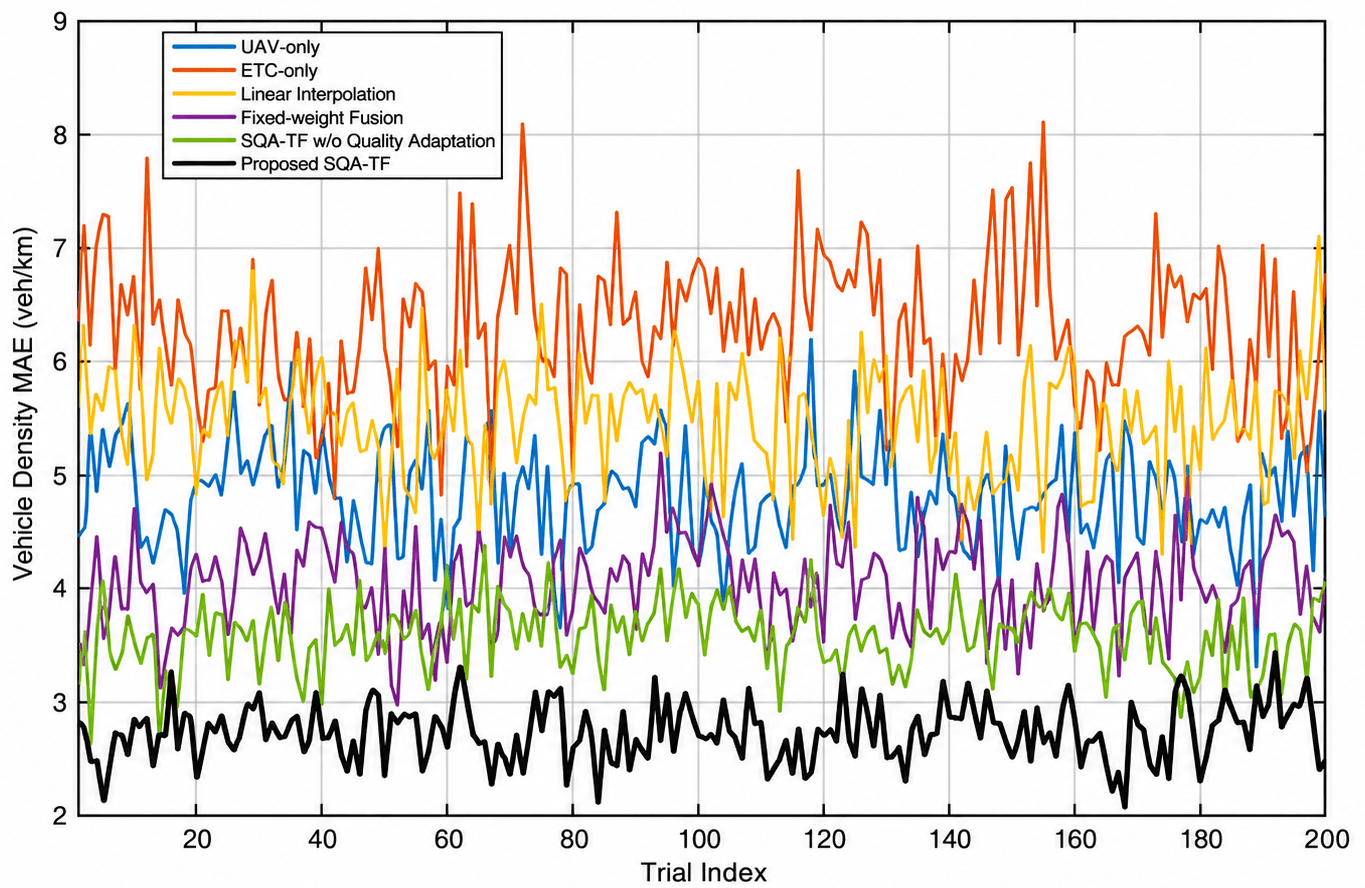 9
8
7
6
5
4
3
2
Vehicle Density MAE (veh/km)
UAV-only
ETC-only
Linear Interpolation
Fixed-weight Fusion
SQA-TF w/o Quality Adaptation
Proposed SQA-TF
20 40 60 80 100 120 140 160 180 200
Trial Index